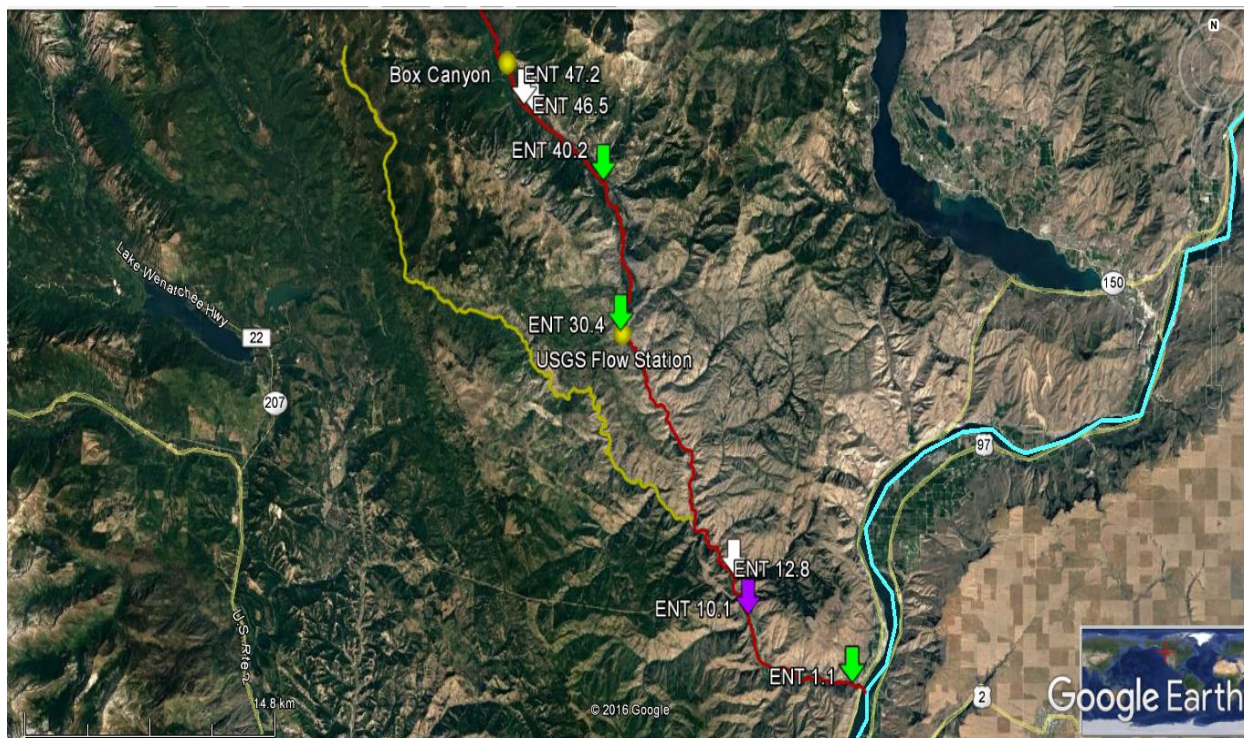 N
Box Canyon
ENT 47.2
ENT 46.5
ENT 40.2
150
Lake Wenatchee Hwy
22
ENT 30.4
USGS Flow Station
207
97
ENT 12.8
ENT 10.1
U.S. Rte 2
ENT 1.1
14.8 km
© 2016 Google
2
Google Earth